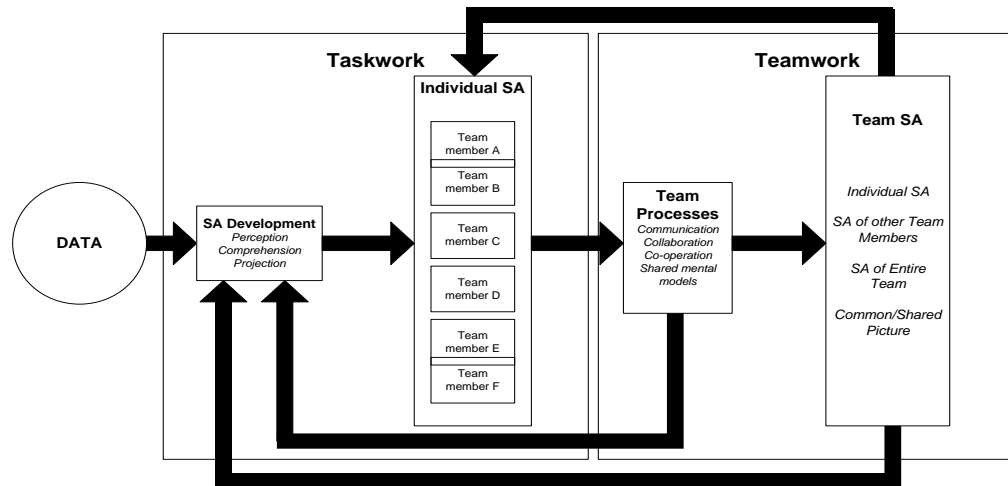 Taskwork
Teamwork
DATA
SA Development
Perception
Comprehension
Projection
Individual SA
Team
member A
Team
member B
Team
member C
Team
member D
Team
member E
Team
member F
Team
Processes
Communication
Collaboration
Co-operation
Shared mental
models
Team SA
Individual SA
SA of other Team
Members
SA of Entire
Team
Common/Shared
Picture